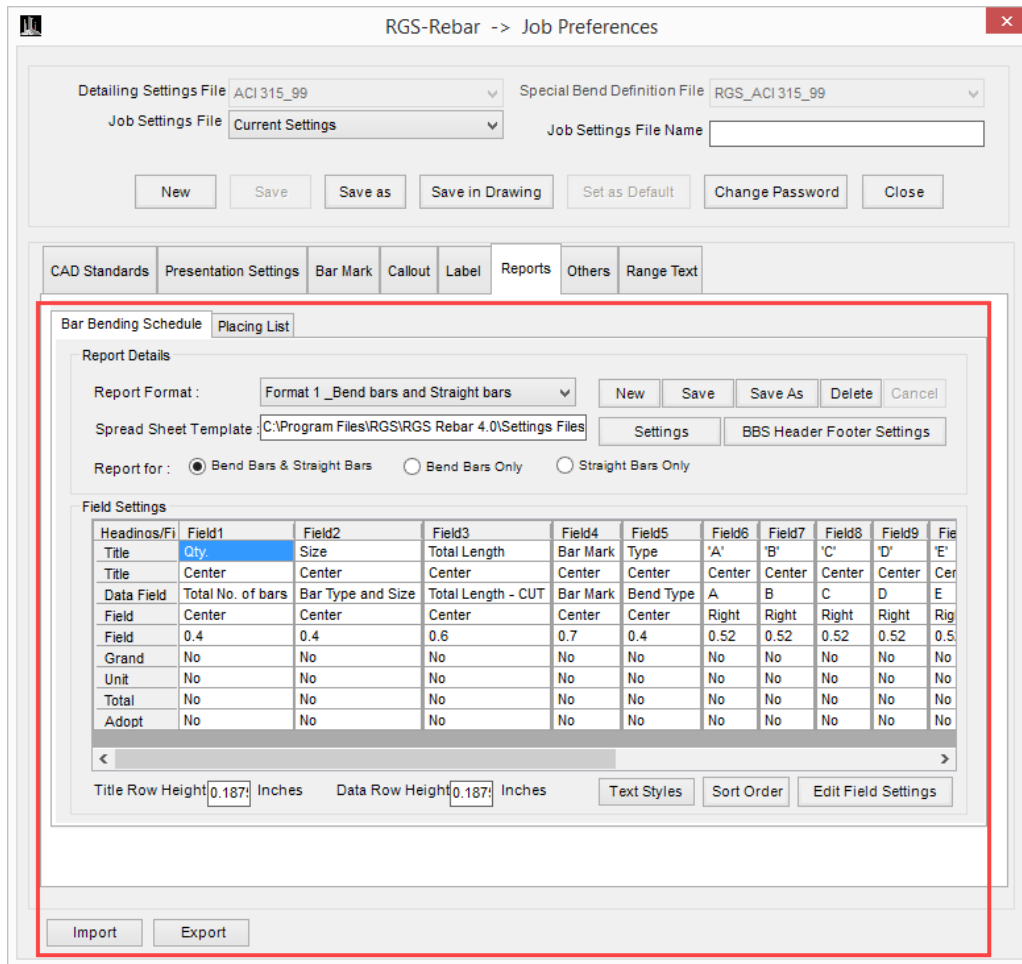 RGS-Rebar -> Job Preferences
Detailing Settings File ACI 315_99 Special Bend Definition File RGS_ACI 315_99
Job Settings File Current Settings Job Settings File Name
New Save Save as Save in Drawing Set as Default Change Password Close
CAD Standards Presentation Settings Bar Mark Callout Label Reports Others Range Text
Bar Bending Schedule Placing List
Report Details
Report Format : Format 1 _Bend bars and Straight bars New Save Save As Delete Cancel
Spread Sheet Template : C:\Program Files\RGS\RGS Rebar 4.0\Settings Files Settings BBS Header Footer Settings
Report for : Bend Bars & Straight Bars Bend Bars Only Straight Bars Only
Field Settings
Headings/Fi Field1 Field2 Field3 Field4 Field5 Field6 Field7 Field8 Field9 Fie
Title Qty. Size Total Length Bar Mark Type 'A' 'B' 'C' 'D' 'E'
Title Center Center Center Center Center Center Center Center Center Cer
Data Field Total No. of bars Bar Type and Size Total Length - CUT Bar Mark Bend Type A B C D E
Field Center Center Center Center Center Right Right Right Right Rig
Field 0.4 0.4 0.6 0.7 0.4 0.52 0.52 0.52 0.52 0.5
Grand No No No No No No No No No No
Unit No No No No No No No No No No
Total No No No No No No No No No No
Adopt No No No No No No No No No No
Title Row Height 0.187 Inches Data Row Height 0.187 Inches Text Styles Sort Order Edit Field Settings
Import Export